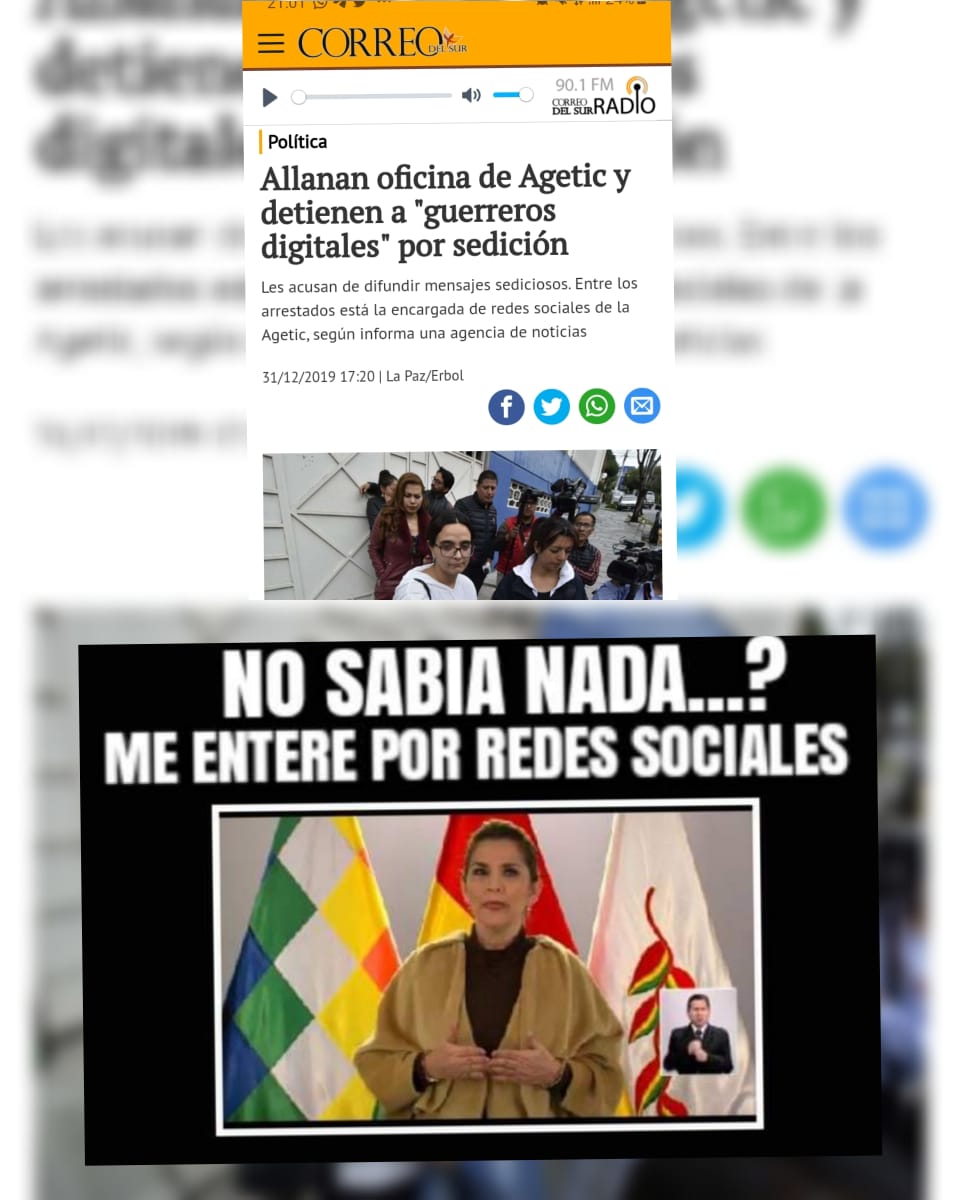 21:01
CORREO DEL SUR
90.1 FM
CORREO DEL SUR RADIO
Política
Allanan oficina de Agetic y
detienen a "guerreros
digitales" por sedición
Les acusan de difundir mensajes sediciosos. Entre los
arrestados está la encargada de redes sociales de la
Agetic, según informa una agencia de noticias
31/12/2019 17:20 | La Paz/Erbol
NO SABIA NADA...?
ME ENTERE POR REDES SOCIALES